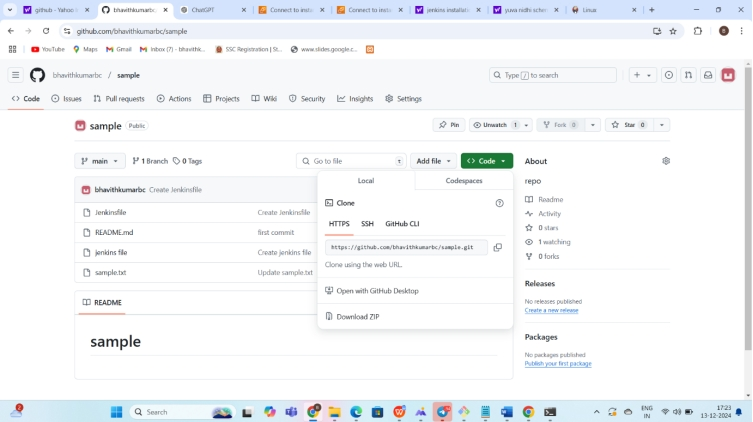 github - Yahoo
bhavithkumarbc/
ChatGPT
Connect to inst
Connect to inst
jenkins installat
yuva nidhi sche
Linux
github.com/bhavithkumarbc/sample
YouTube
Maps
Gmail
Inbox (7) - bhavithk...
SSC Registration | St...
www.slides,google.c...
bhavithkumarbc / sample
Type / to search
Code
Issues
Pull requests
Actions
Projects
Wiki
Security
Insights
Settings
sample Public
Pin
Unwatch 1
Fork 0
Star 0
main
1 Branch
0 Tags
Go to file t
Add file
Code
About
repo
bhavithkumarbc Create Jenkinsfile
Jenkinsfile Create Jenkinsfile
README.md first commit
jenkins file Create jenkins file
sample.txt Update sample.txt
README
sample
Local
Codespaces
Clone
HTTPS
SSH
GitHub CLI
https://github.com/bhavithkumarbc/sample.git
Clone using the web URL.
Open with GitHub Desktop
Download ZIP
Readme
Activity
0 stars
1 watching
0 forks
Releases
No releases published
Create a new release
Packages
No packages published
Publish your first package
2
Search
ENG
IN
17:23
13-12-2024